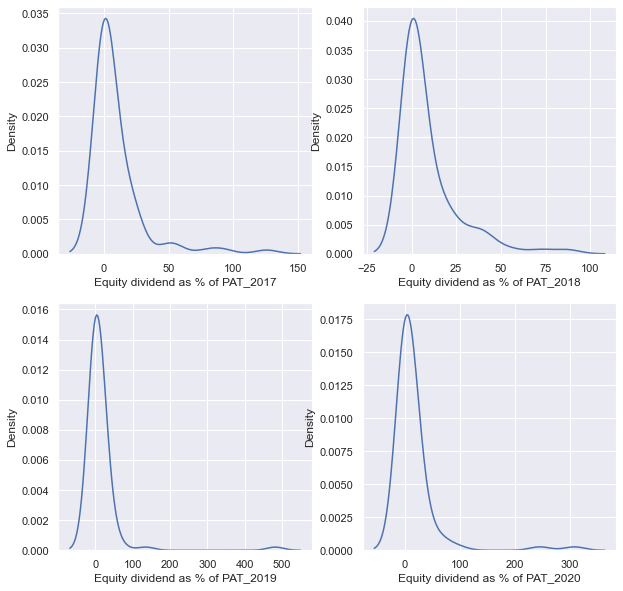 0.035
0.030
0.025
0.020
0.015
0.010
0.005
0.000
Density
0 50 100 150
Equity dividend as % of PAT_2017
0.040
0.035
0.030
0.025
0.020
0.015
0.010
0.005
0.000
Density
−25 0 25 50 75 100
Equity dividend as % of PAT_2018
0.016
0.014
0.012
0.010
0.008
0.006
0.004
0.002
0.000
Density
0 100 200 300 400 500
Equity dividend as % of PAT_2019
0.0175
0.0150
0.0125
0.0100
0.0075
0.0050
0.0025
0.0000
Density
0 100 200 300
Equity dividend as % of PAT_2020